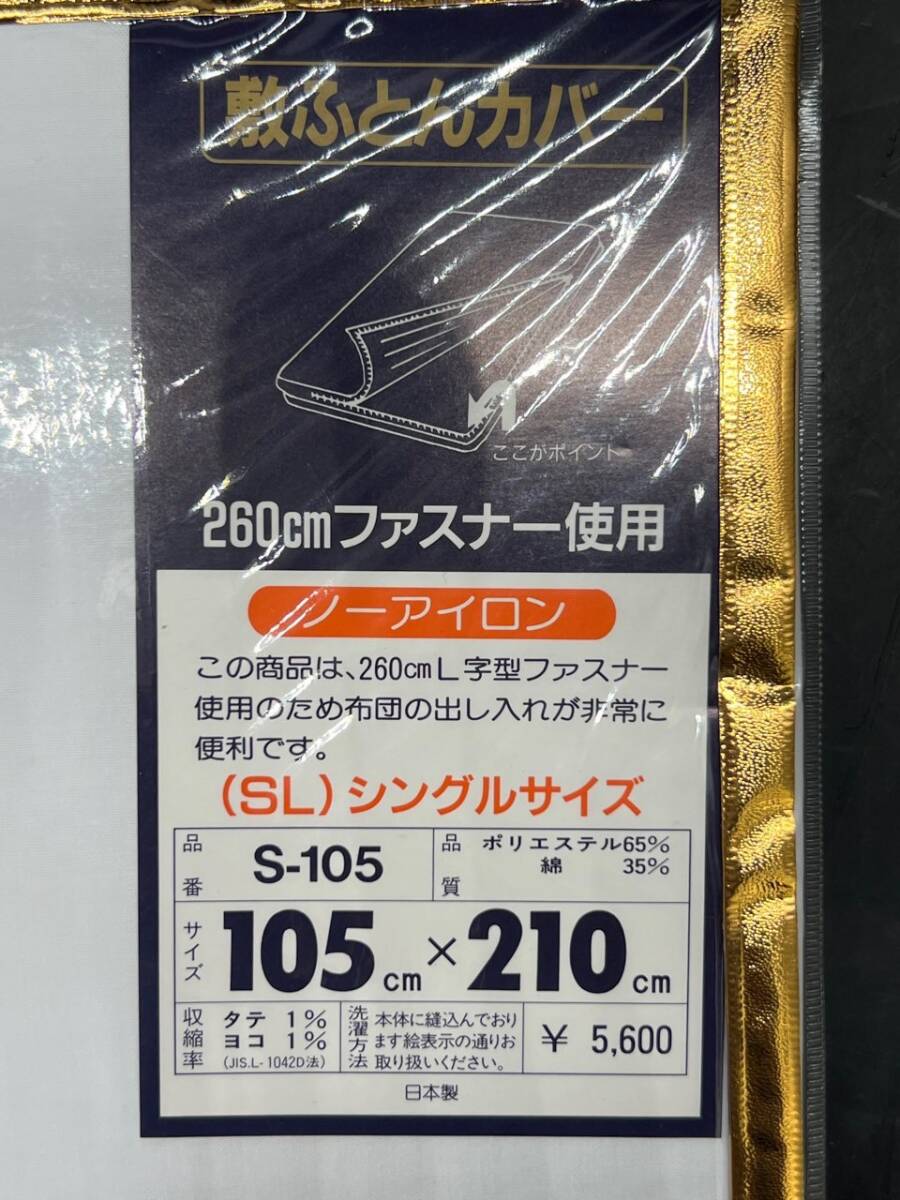 敷ふとんカバー
ここがポイント
260cmファスナー使用
ノーアイロン
この商品は、260cmL字型ファスナー
使用のため布団の出し入れが非常に
便利です。
(SL)シングルサイズ
品番 S-105 品質 ポリエステル65%
綿 35%
サイズ 105cm×210cm
収縮率 タテ 1%
ヨコ 1%
(JIS.L-1042D法)
洗濯方法 本体に縫込んでおり
ます絵表示の通りお
取り扱いください。
¥ 5,600
日本製